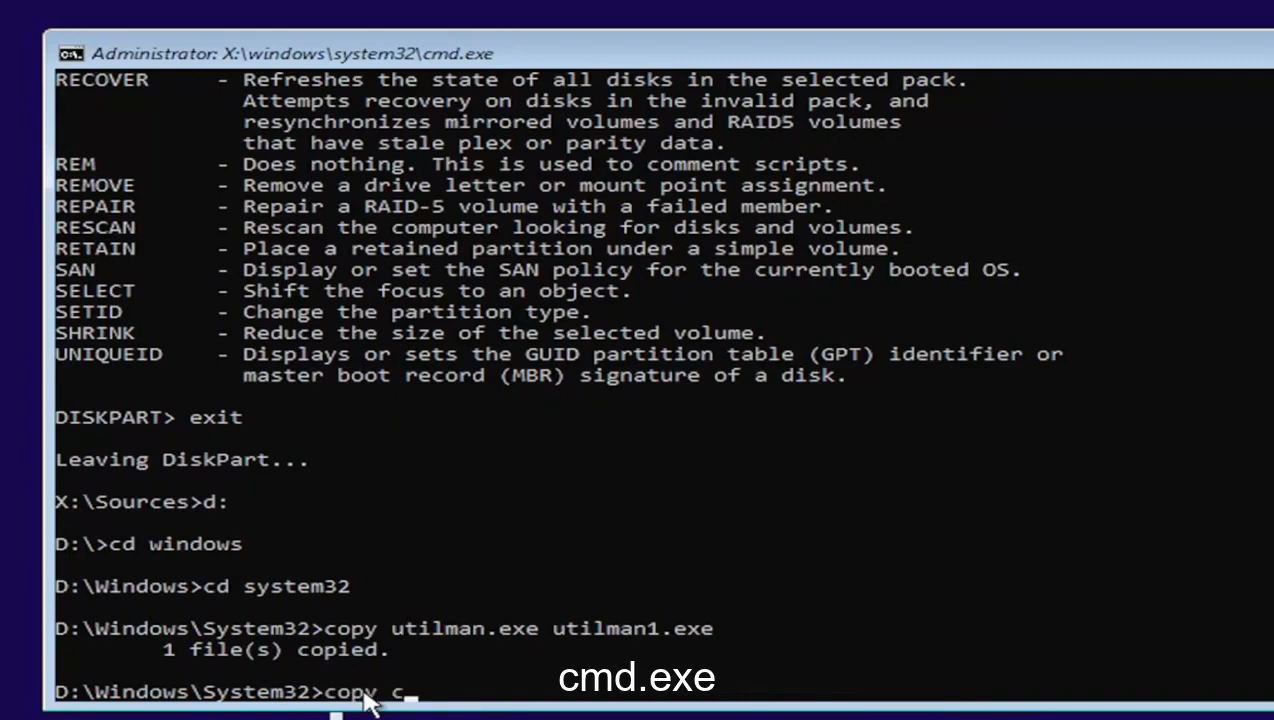 Administrator: X:\windows\system32\cmd.exe
RECOVER - Refreshes the state of all disks in the selected pack.
Attempts recovery on disks in the invalid pack, and
resynchronizes mirrored volumes and RAID5 volumes
that have stale plex or parity data.
REM - Does nothing. This is used to comment scripts.
REMOVE - Remove a drive letter or mount point assignment.
REPAIR - Repair a RAID-5 volume with a failed member.
RESCAN - Rescan the computer looking for disks and volumes.
RETAIN - Place a retained partition under a simple volume.
SAN - Display or set the SAN policy for the currently booted OS.
SELECT - Shift the focus to an object.
SETID - Change the partition type.
SHRINK - Reduce the size of the selected volume.
UNIQUEID - Displays or sets the GUID partition table (GPT) identifier or
master boot record (MBR) signature of a disk.
DISKPART> exit
Leaving DiskPart...
X:\Sources>d:
D:\>cd windows
D:\Windows>cd system32
D:\Windows\System32>copy utilman.exe utilman1.exe
1 file(s) copied.
D:\Windows\System32>copy c_
cmd.exe